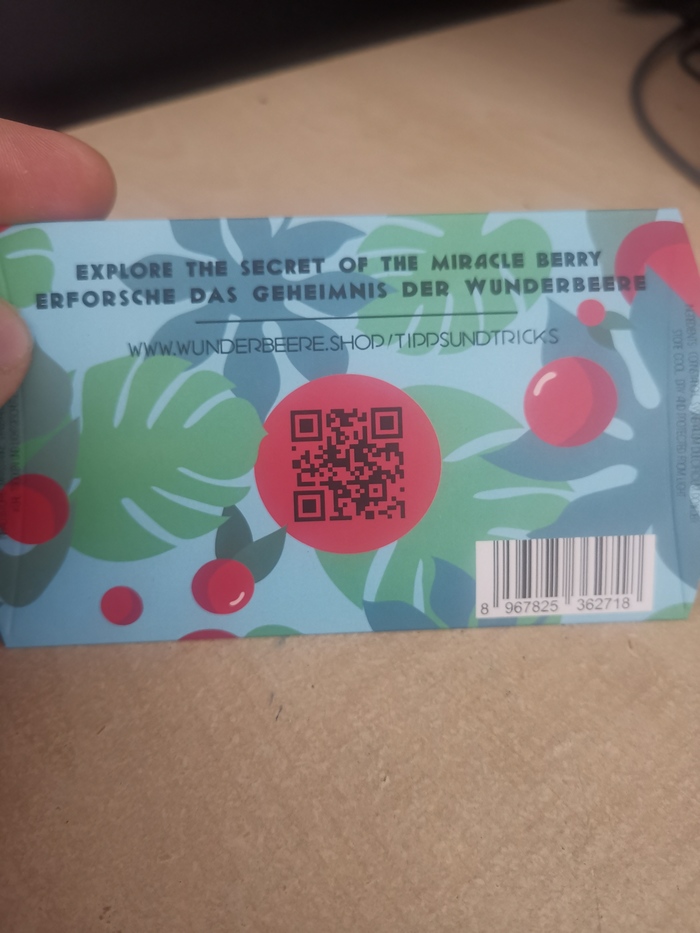 EXPLORE THE SECRET OF THE MIRACLE BERRY
ERFORSCHE DAS GEHEIMNIS DER WUNDERBEERE
WWW.WUNDERBEERE.SHOP/TIPPSUNDTRICKS
8 967825 362718